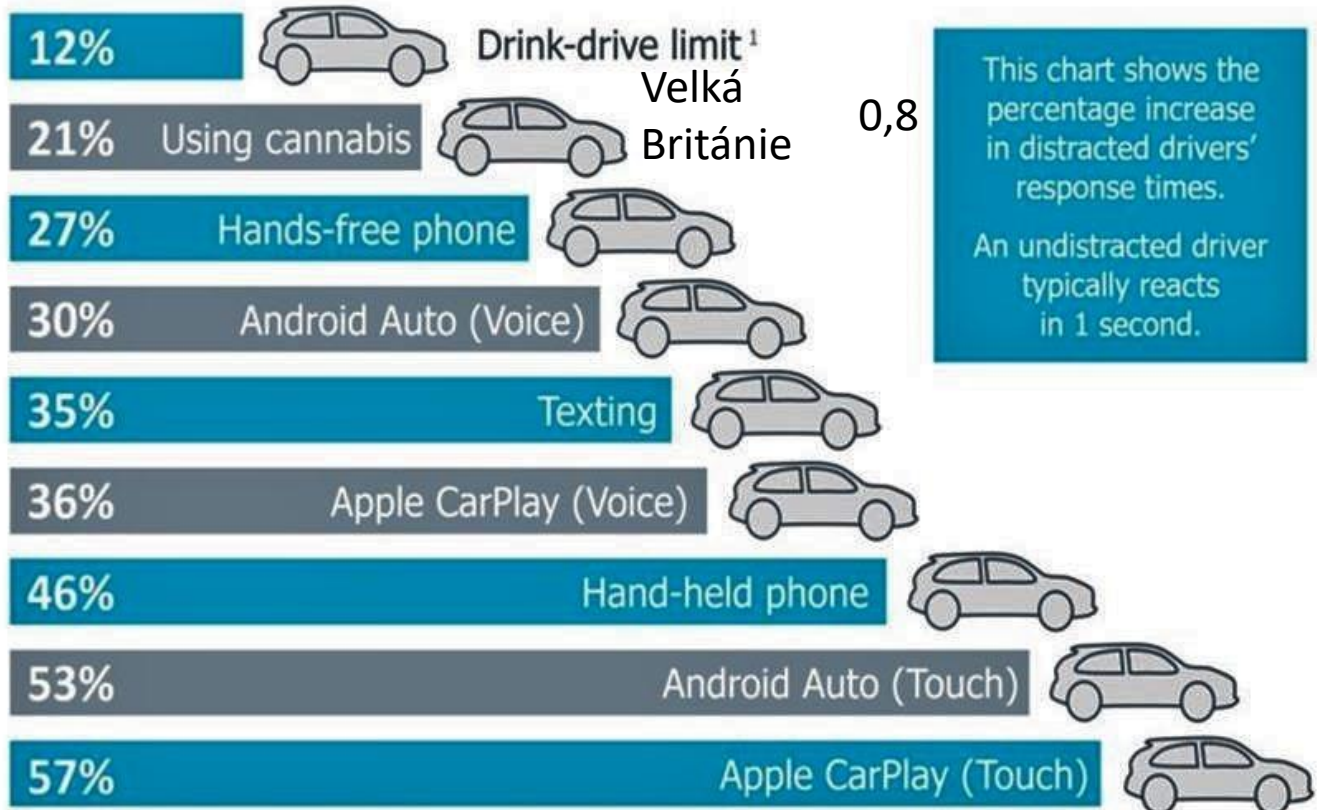 12% Drink-drive limit 1
Velká
Británie
0,8
21% Using cannabis
27% Hands-free phone
30% Android Auto (Voice)
35% Texting
36% Apple CarPlay (Voice)
46% Hand-held phone
53% Android Auto (Touch)
57% Apple CarPlay (Touch)
This chart shows the
percentage increase
in distracted drivers'
response times.
An undistracted driver
typically reacts
in 1 second.